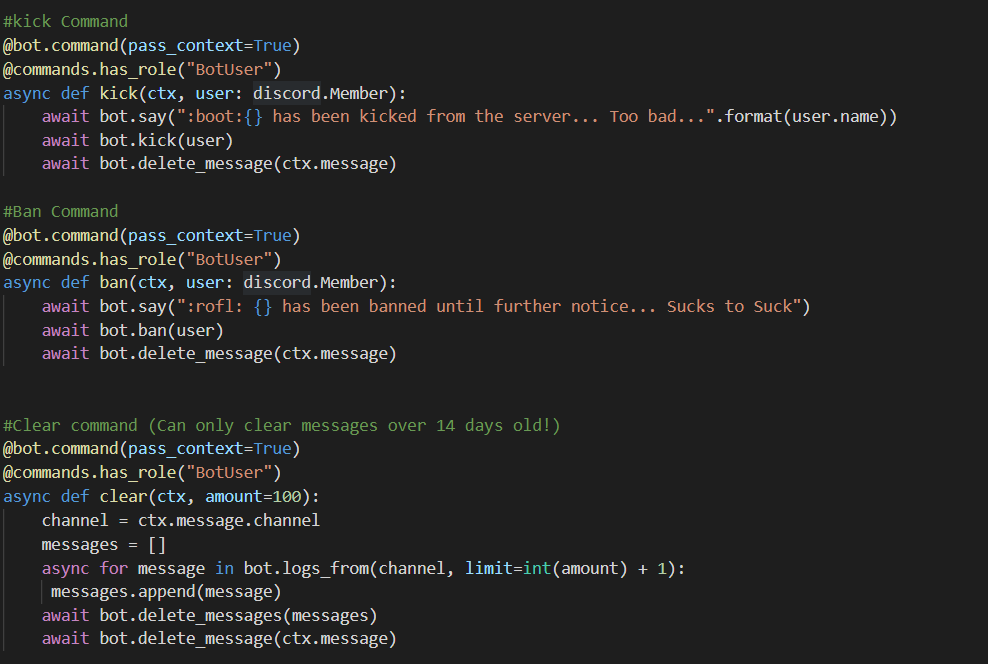 #kick Command
@bot.command(pass_context=True)
@commands.has_role("BotUser")
async def kick(ctx, user: discord.Member):
    await bot.say(":boot:{} has been kicked from the server... Too bad...".format(user.name))
    await bot.kick(user)
    await bot.delete_message(ctx.message)

#Ban Command
@bot.command(pass_context=True)
@commands.has_role("BotUser")
async def ban(ctx, user: discord.Member):
    await bot.say(":rofl: {} has been banned until further notice... Sucks to Suck")
    await bot.ban(user)
    await bot.delete_message(ctx.message)


#Clear command (Can only clear messages over 14 days old!)
@bot.command(pass_context=True)
@commands.has_role("BotUser")
async def clear(ctx, amount=100):
    channel = ctx.message.channel
    messages = []
    async for message in bot.logs_from(channel, limit=int(amount) + 1):
     messages.append(message)
    await bot.delete_messages(messages)
    await bot.delete_message(ctx.message)